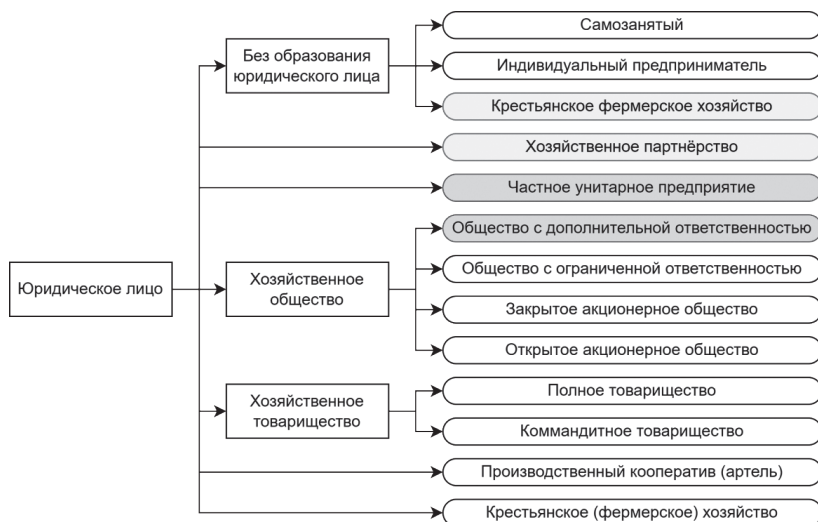 Самозанятый
Без образования
юридического лица
Индивидуальный предприниматель
Крестьянское фермерское хозяйство
Хозяйственное партнёрство
Частное унитарное предприятие
Общество с дополнительной ответственностью
Общество с ограниченной ответственностью
Юридическое лицо
Хозяйственное
общество
Закрытое акционерное общество
Открытое акционерное общество
Полное товарищество
Хозяйственное
товарищество
Коммандитное товарищество
Производственный кооператив (артель)
Крестьянское (фермерское) хозяйство